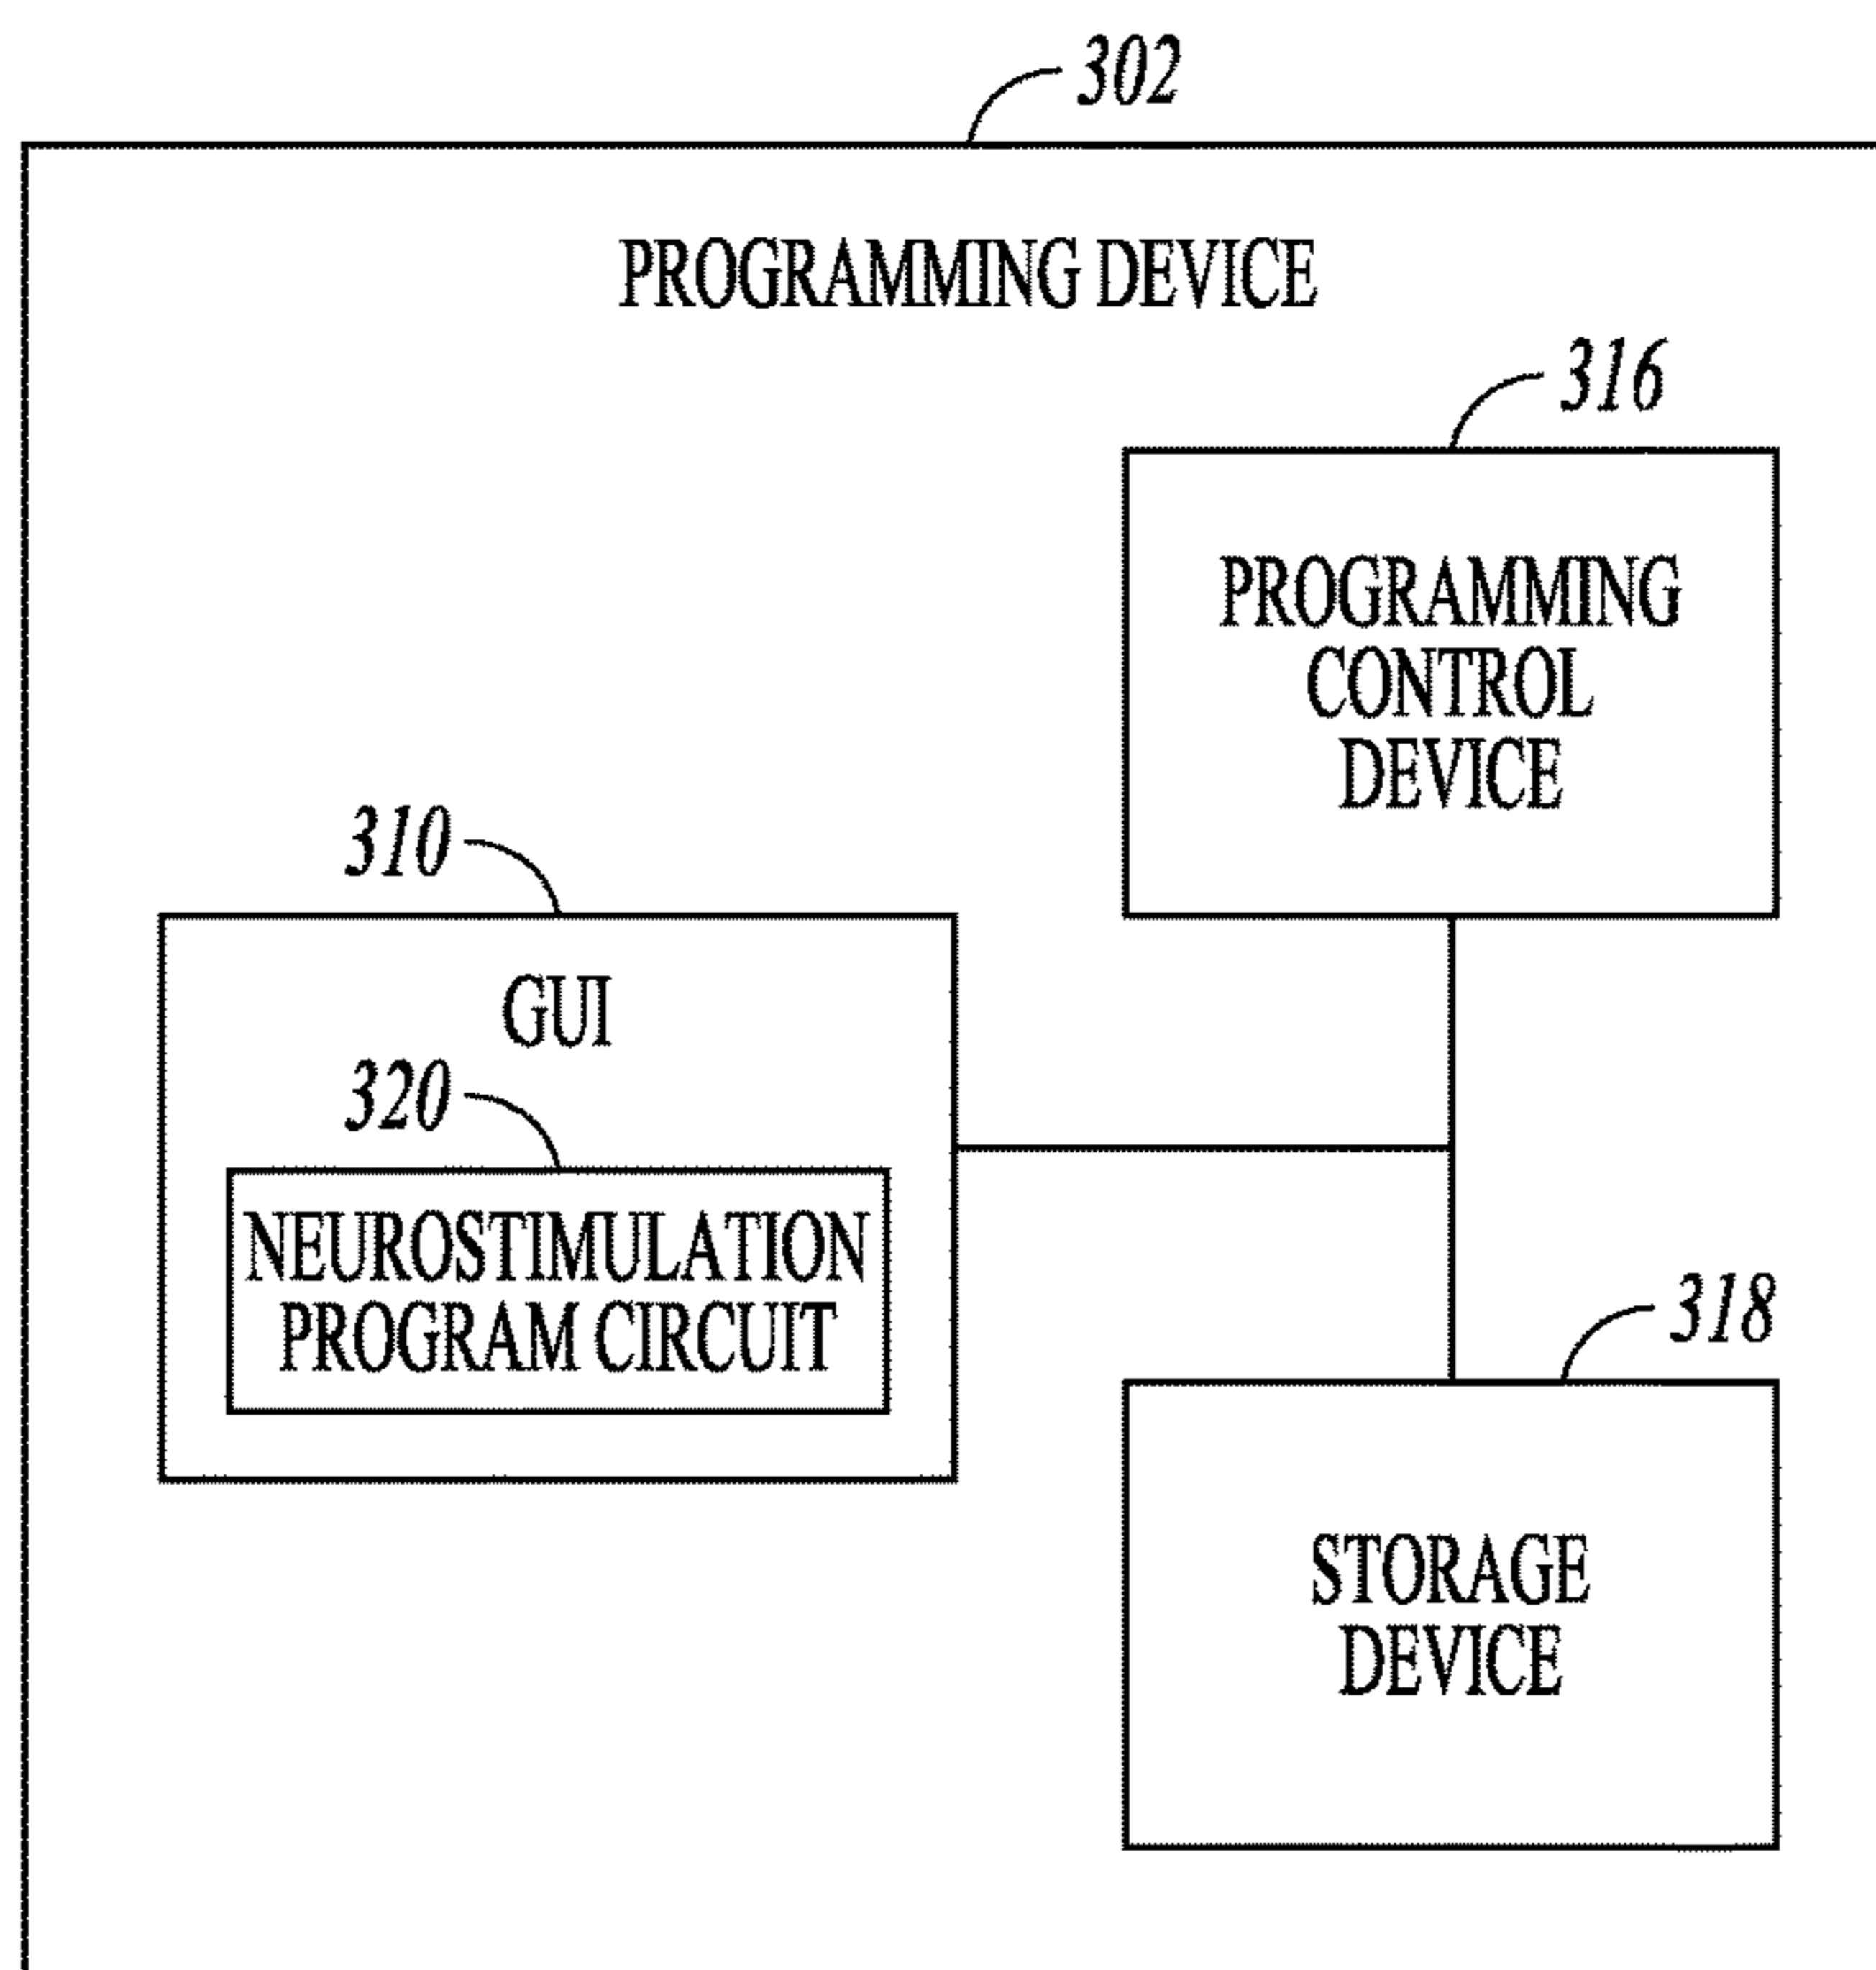 302
PROGRAMMING DEVICE
316
PROGRAMMING
CONTROL
DEVICE
310
GUI
320
NEUROSTIMULATION
PROGRAM CIRCUIT
318
STORAGE
DEVICE